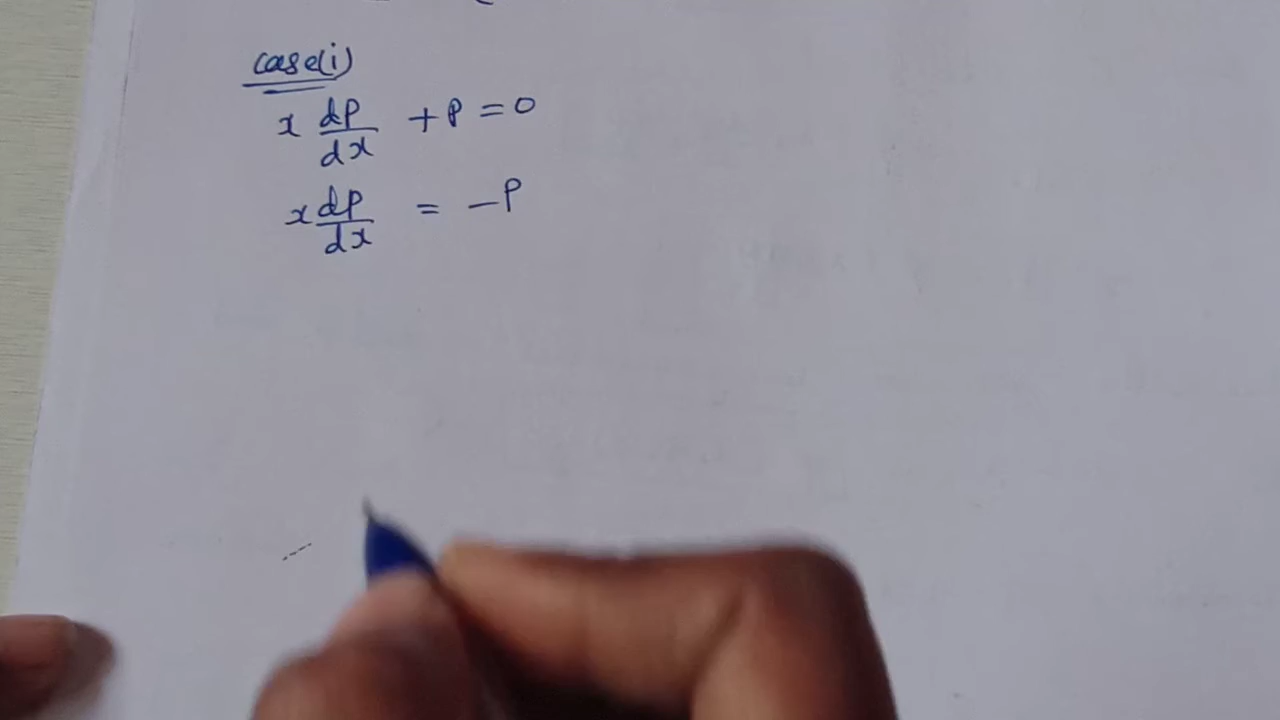 case(i)
x dp/dx + p = 0
x dp/dx = -p